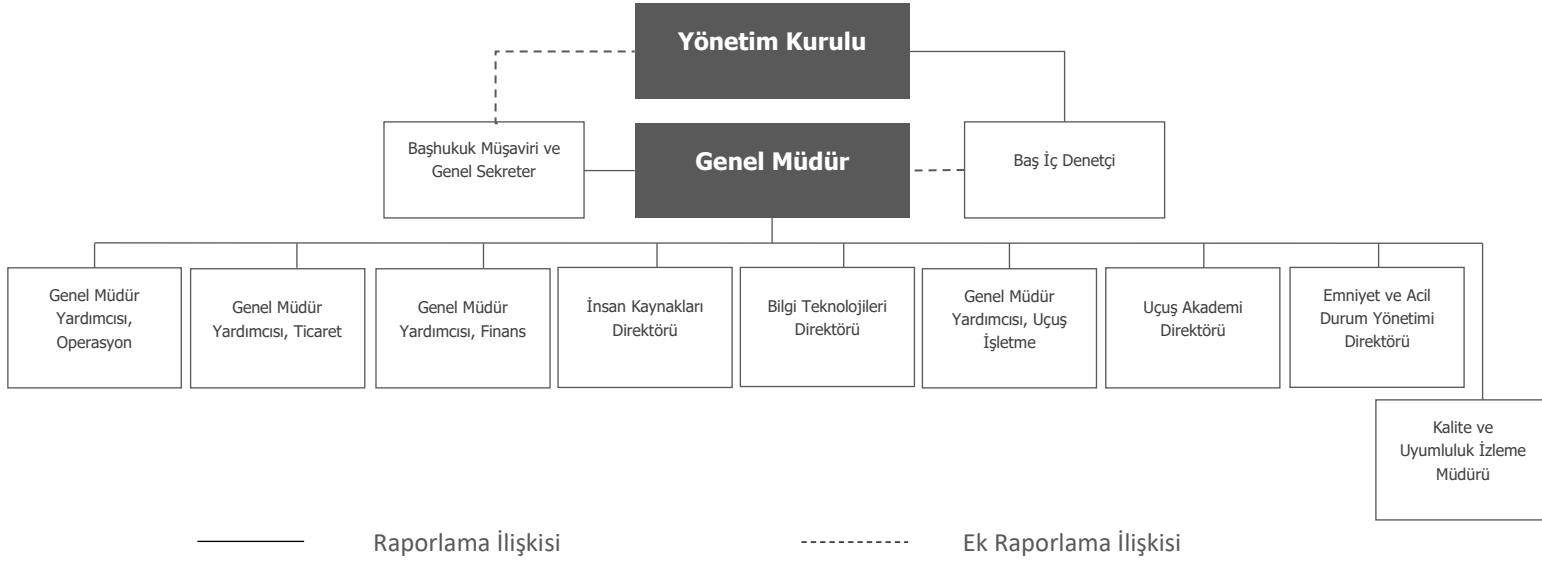 Yönetim Kurulu
Başhukuk Müşaviri ve
Genel Sekreter
Genel Müdür
Baş İç Denetçi
Genel Müdür
Yardımcısı,
Operasyon
Genel Müdür
Yardımcısı, Ticaret
Genel Müdür
Yardımcısı, Finans
İnsan Kaynakları
Direktörü
Bilgi Teknolojileri
Direktörü
Genel Müdür
Yardımcısı, Uçuş
İşletme
Uçuş Akademi
Direktörü
Emniyet ve Acil
Durum Yönetimi
Direktörü
Kalite ve
Uyumluluk İzleme
Müdürü
Raporlama İlişkisi
Ek Raporlama İlişkisi